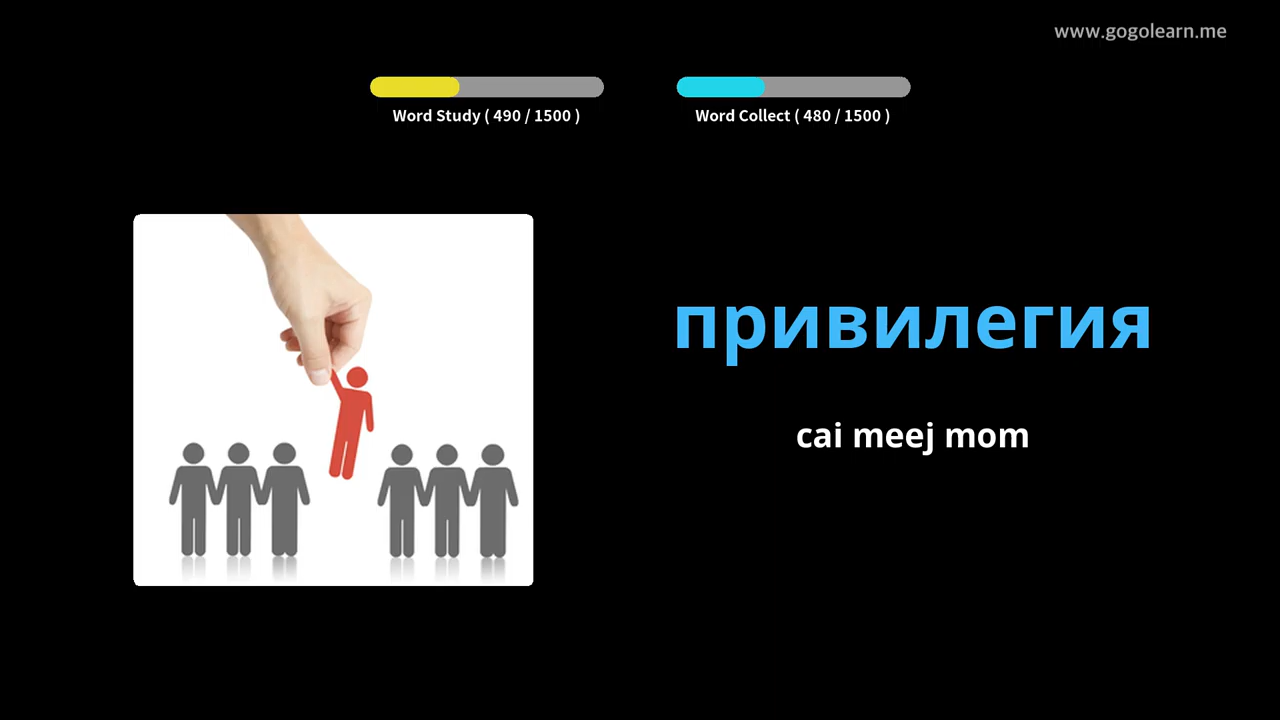 www.gogolearn.me
Word Study ( 490 / 1500 )
Word Collect ( 480 / 1500 )
привилегия
cai meej mom